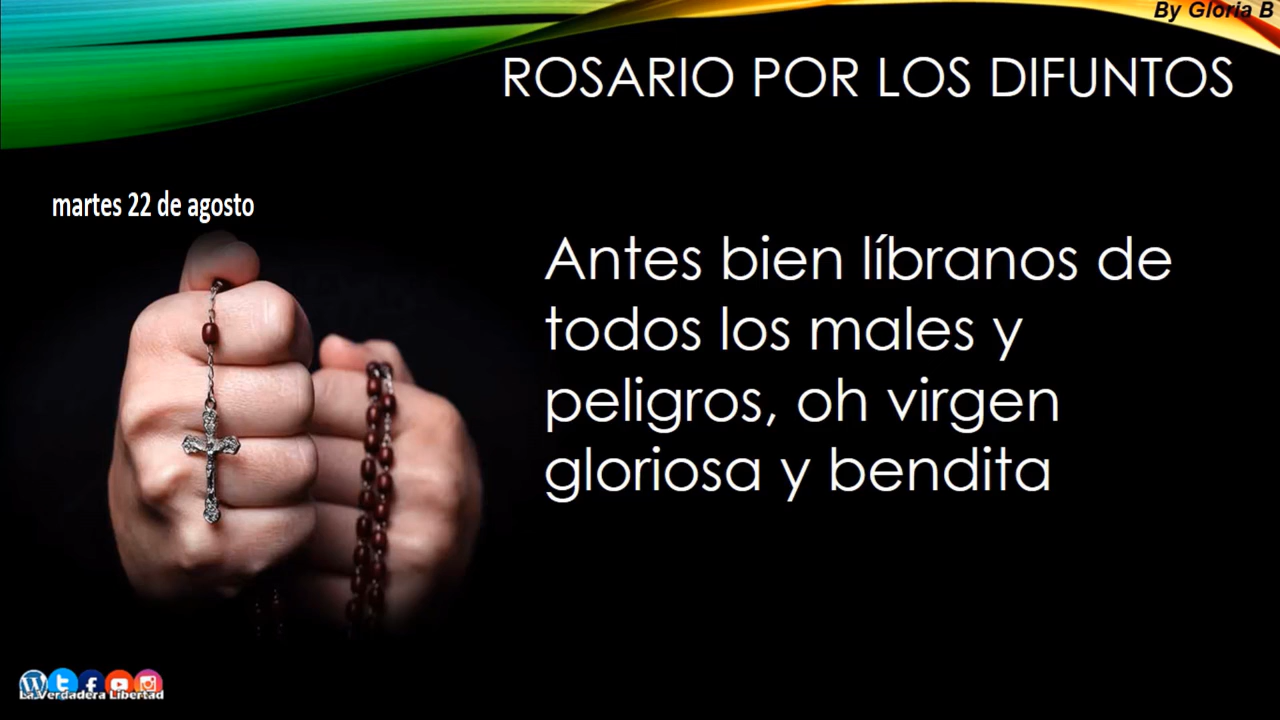 By Gloria B
ROSARIO POR LOS DIFUNTOS
martes 22 de agosto
Antes bien líbranos de
todos los males y
peligros, oh virgen
gloriosa y bendita
La Verdadera Libertad